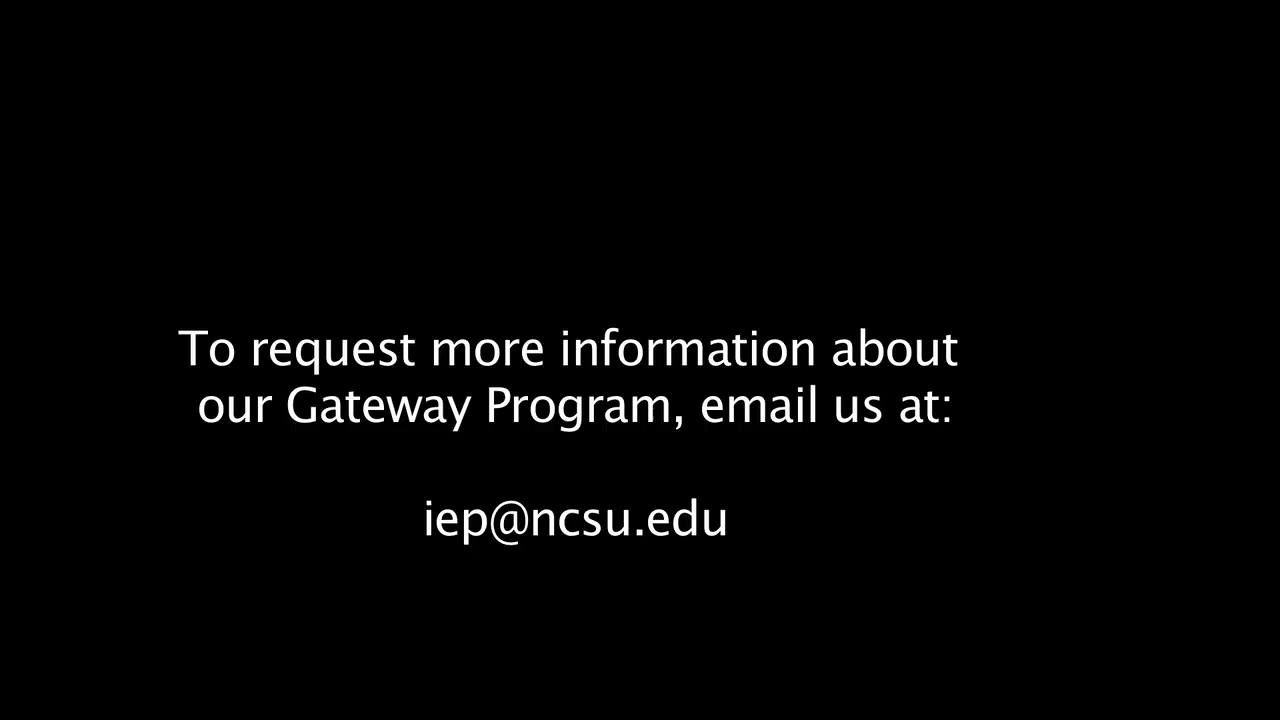 To request more information about
our Gateway Program, email us at:
iep@ncsu.edu